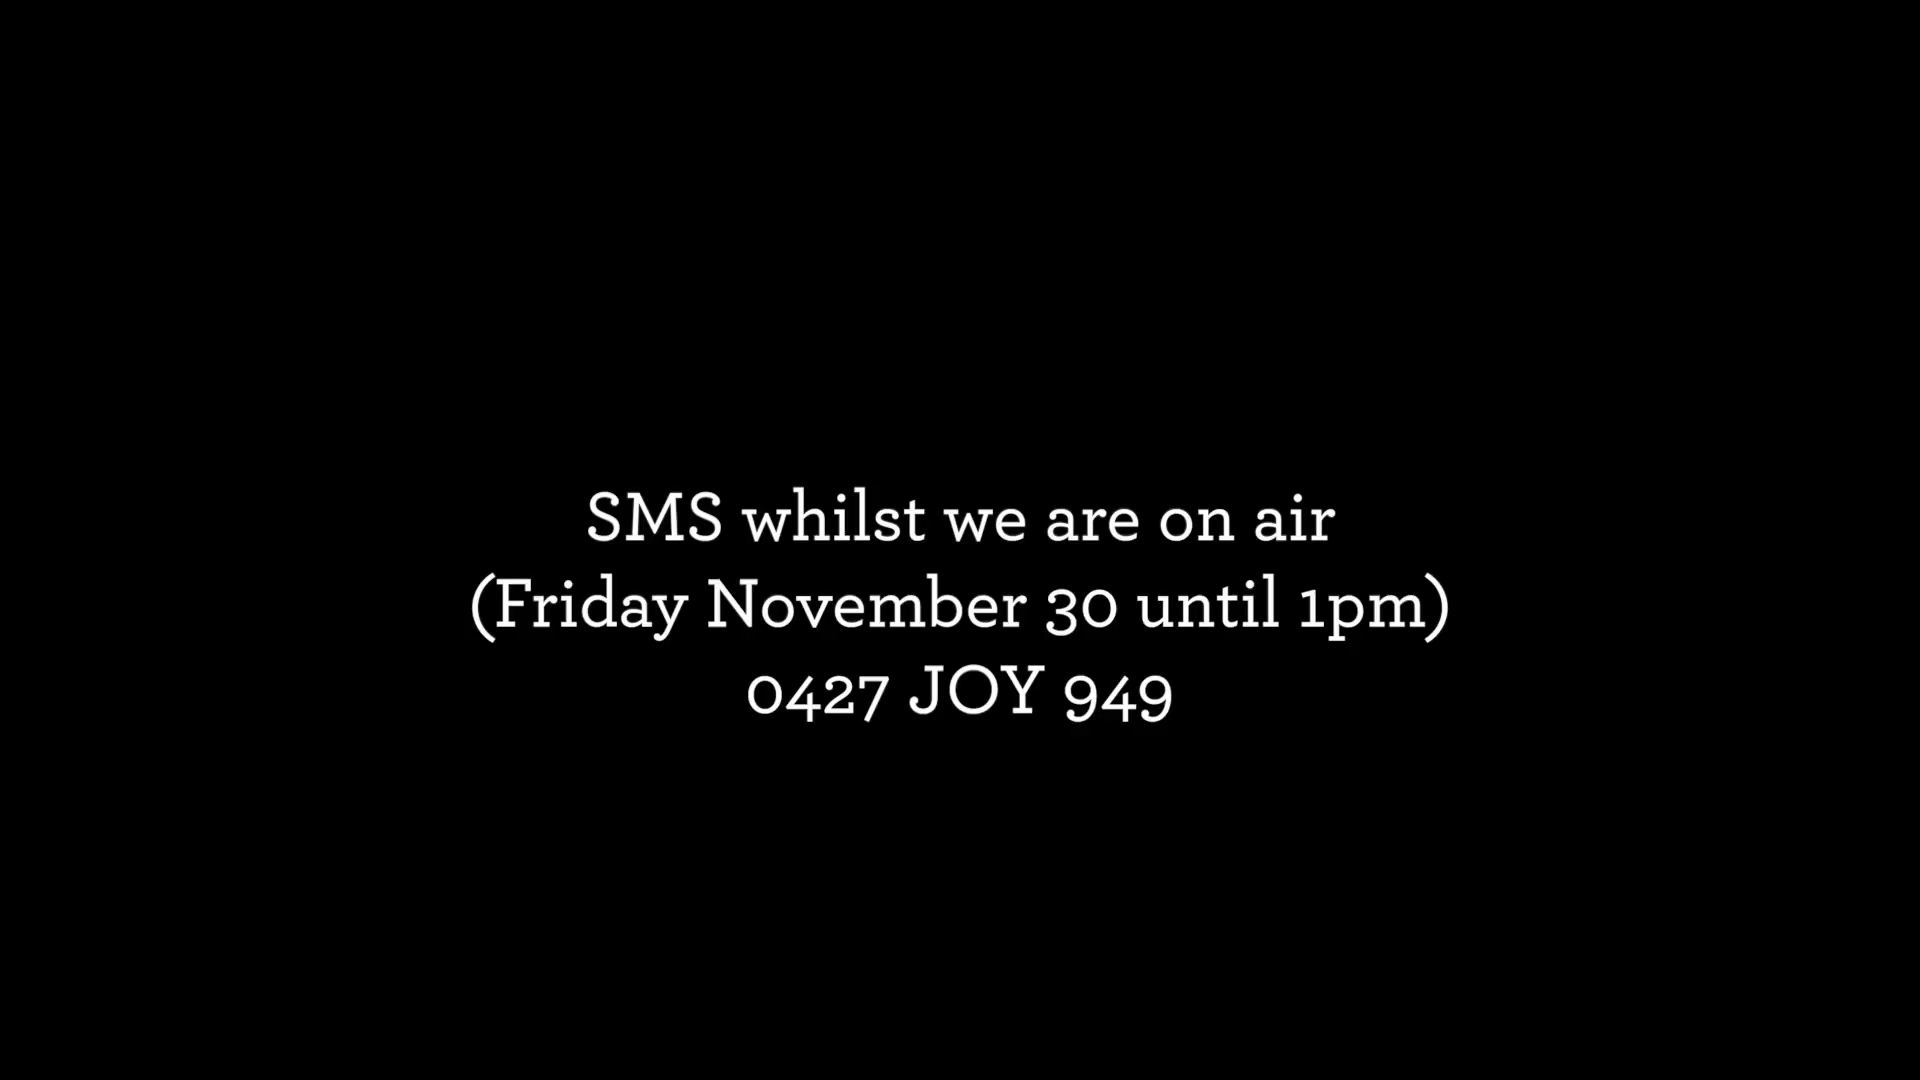 SMS whilst we are on air
(Friday November 30 until 1pm)
0427 JOY 949